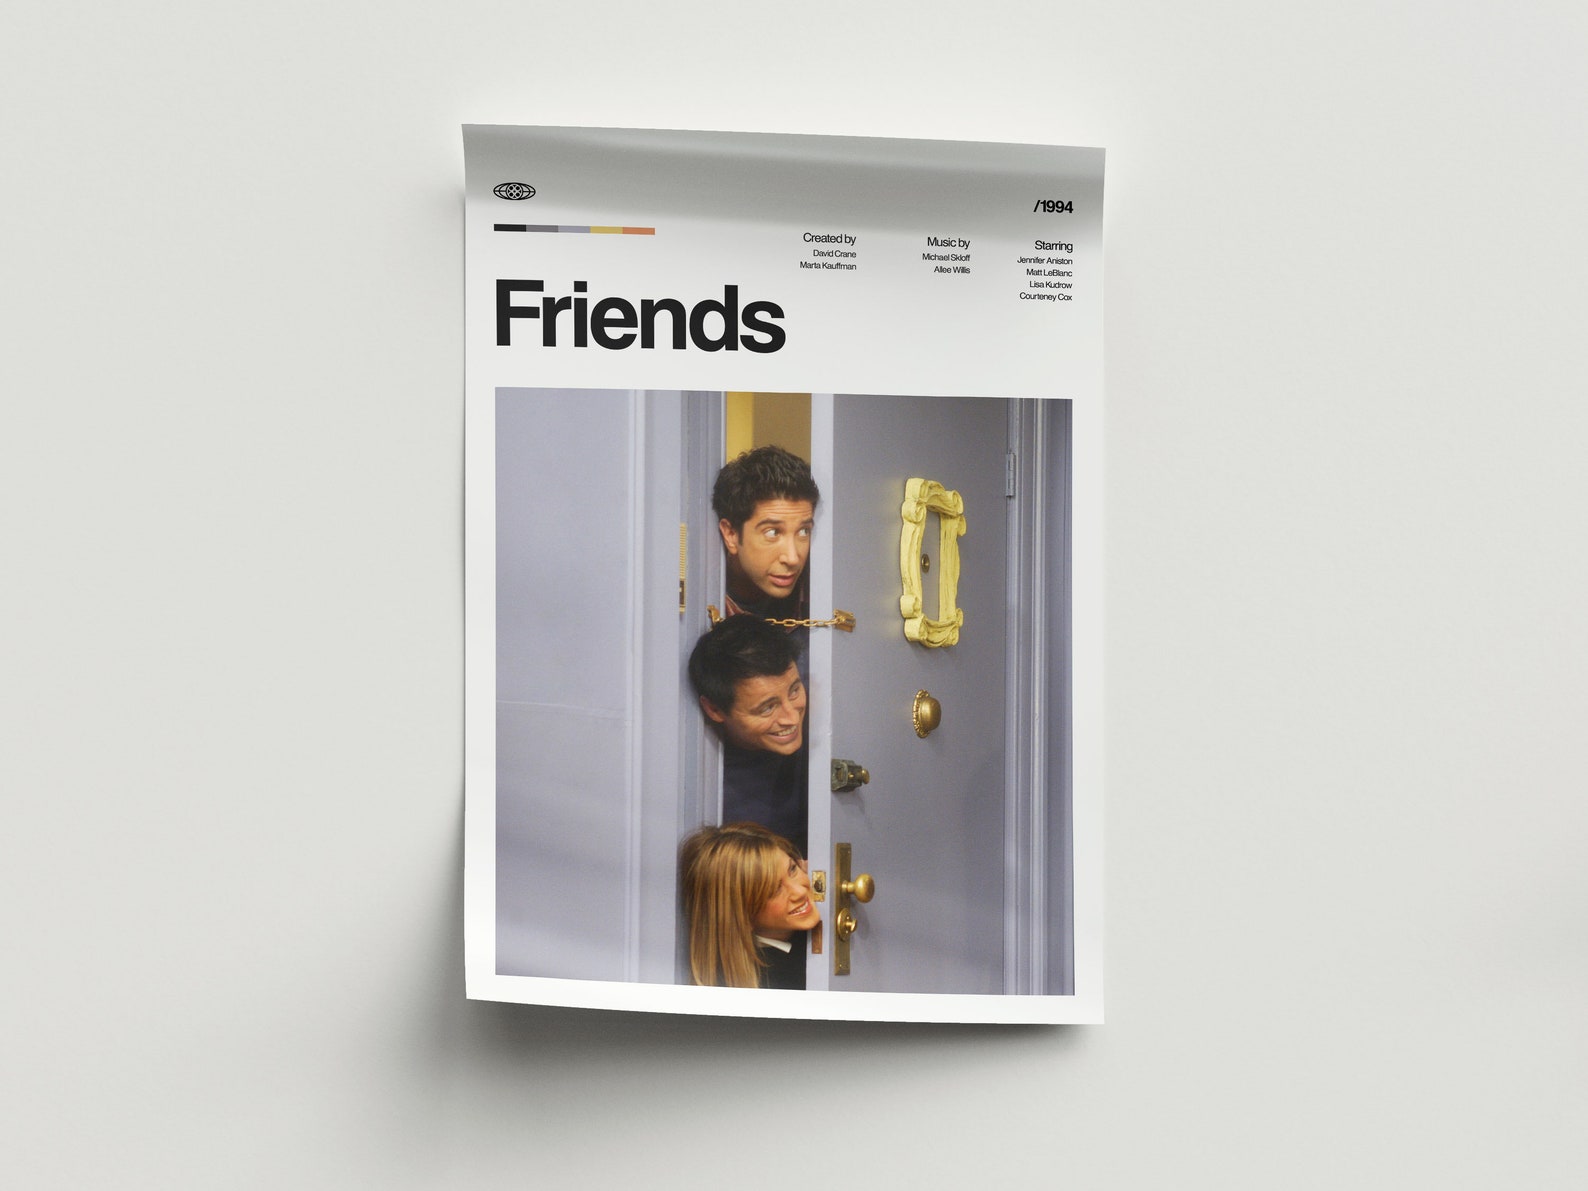 /1994
Created by
David Crane
Marta Kauffman
Music by
Michael Skloff
Allee Willis
Starring
Jennifer Aniston
Matt LeBlanc
Lisa Kudrow
Courteney Cox
Friends